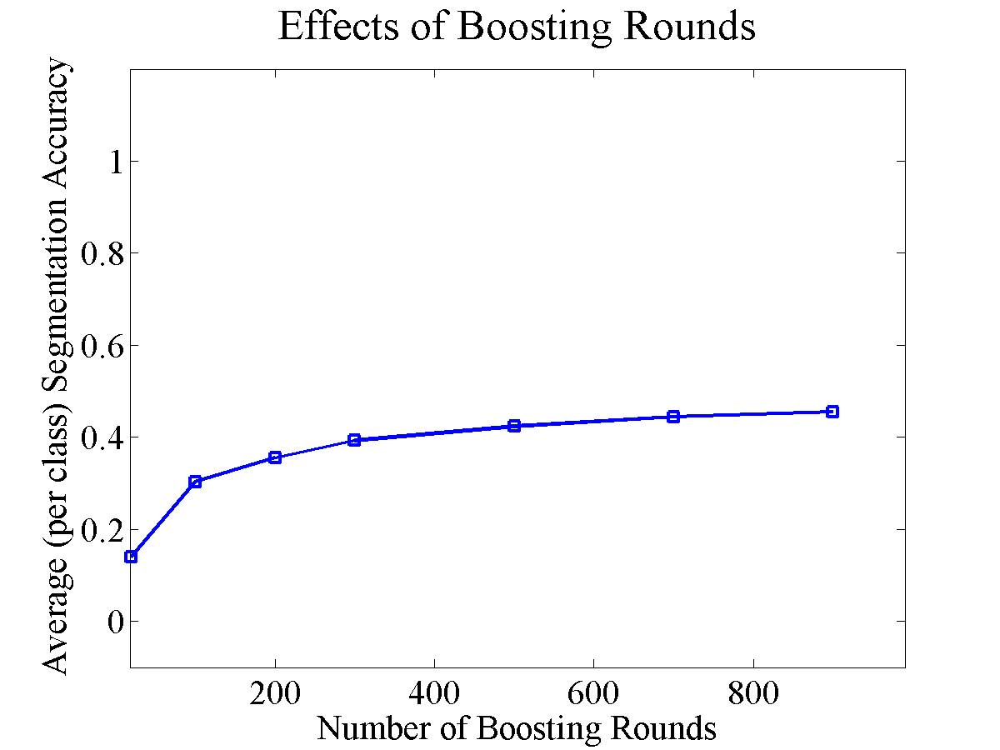 Effects of Boosting Rounds
Average (per class) Segmentation Accuracy
1
0.8
0.6
0.4
0.2
0
200 400 600 800
Number of Boosting Rounds